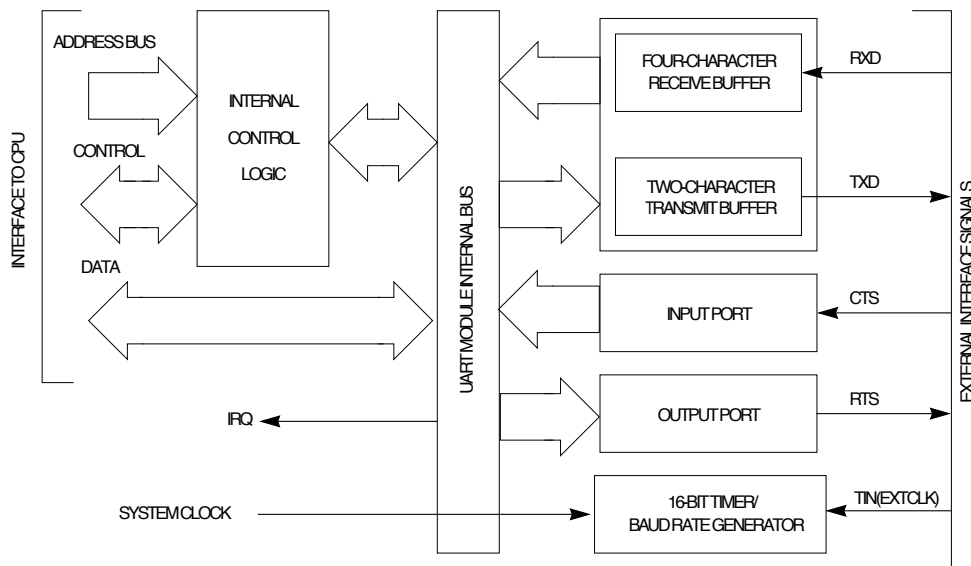 INTERFACE TO CPU
ADDRESS BUS
CONTROL
DATA
INTERNAL
CONTROL
LOGIC
IRQ
SYSTEM CLOCK
UART MODULE INTERNAL BUS
FOUR-CHARACTER
RECEIVE BUFFER
TWO-CHARACTER
TRANSMIT BUFFER
INPUT PORT
OUTPUT PORT
16-BIT TIMER/
BAUD RATE GENERATOR
RXD
TXD
CTS
RTS
TIN(EXTCLK)
EXTERNAL INTERFACE SIGNALS